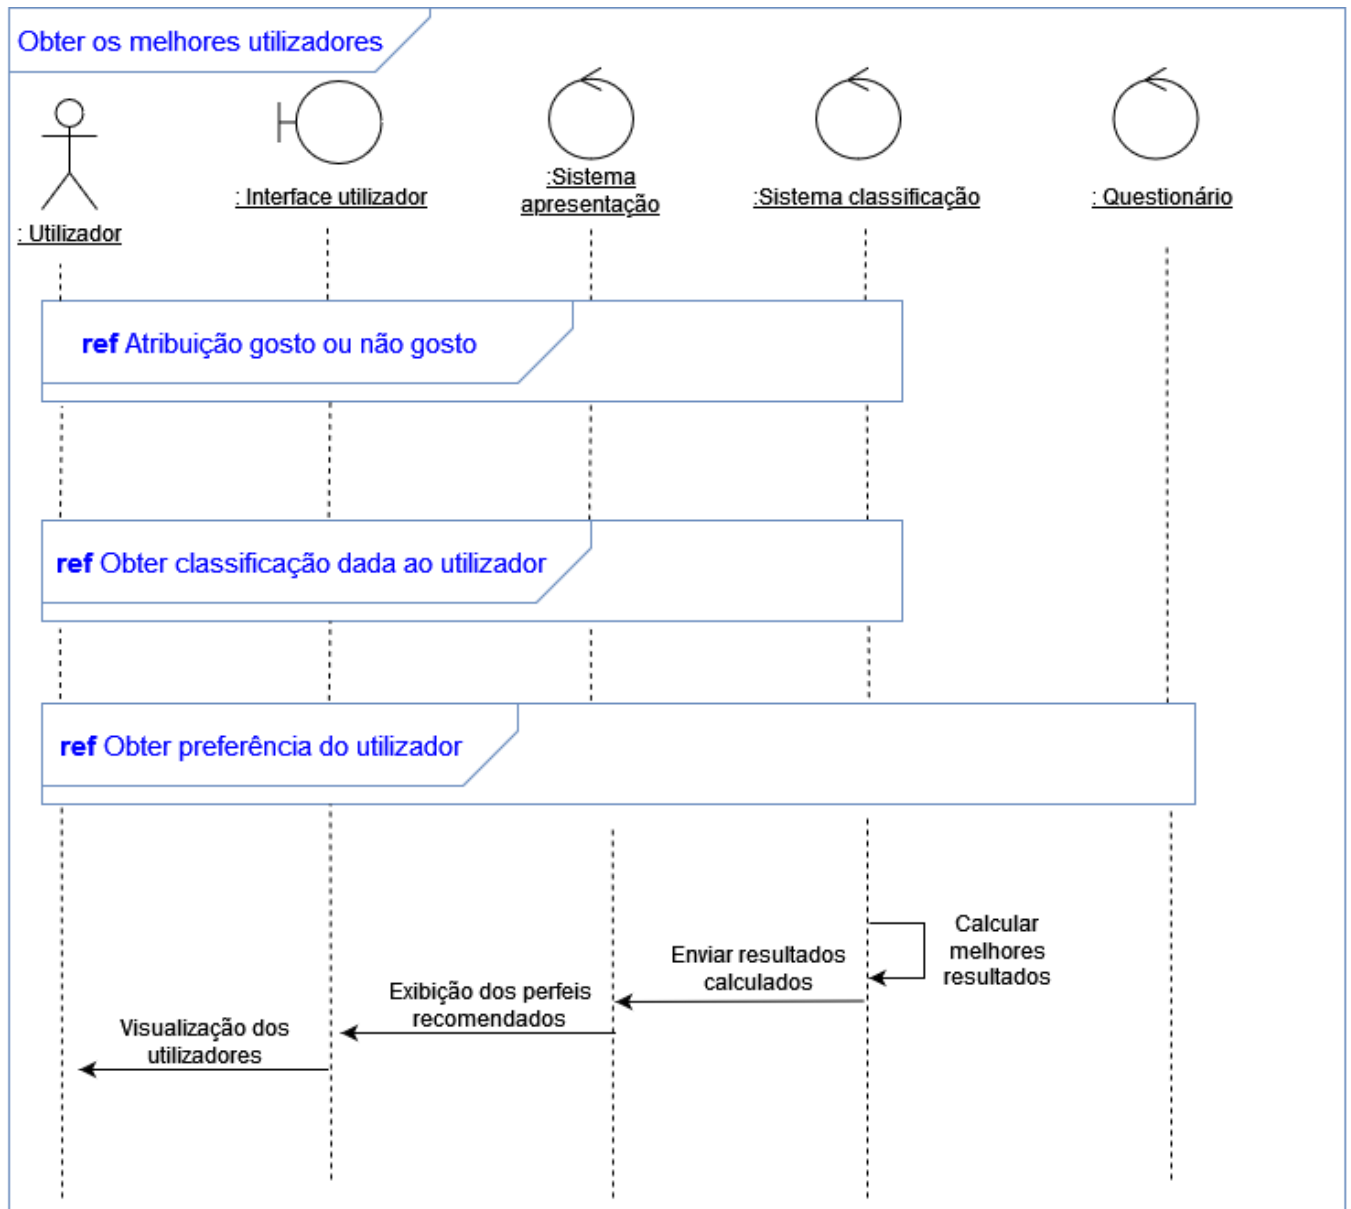 Obter os melhores utilizadores
: Utilizador
: Interface utilizador
:Sistema
apresentação
:Sistema classificação
: Questionário
ref Atribuição gosto ou não gosto
ref Obter classificação dada ao utilizador
ref Obter preferência do utilizador
Calcular
melhores
resultados
Enviar resultados
calculados
Exibição dos perfeis
recomendados
Visualização dos
utilizadores